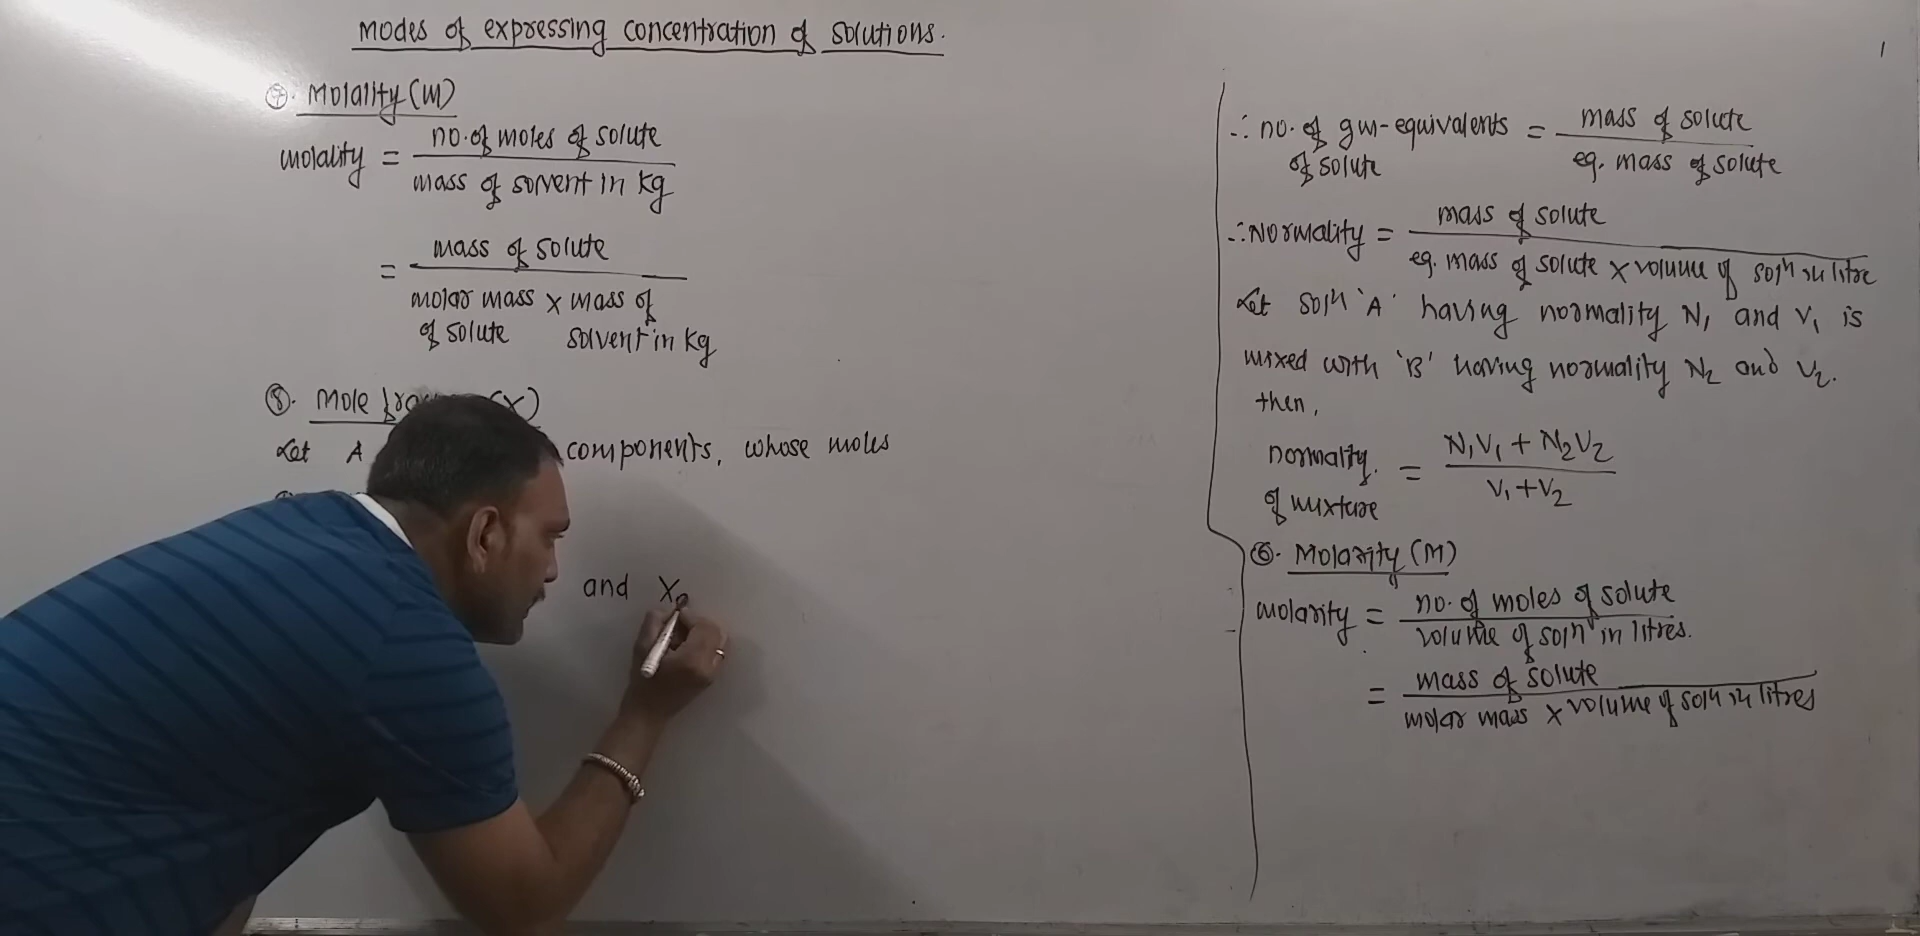 Modes of expressing concentration of solutions.
⑦. Molality (m)
molality = no. of moles of solute
mass of solvent in kg
= mass of solute
molar mass × mass of
of solute solvent in kg
⑧. Mole (X)
Let A components, whose moles
and X
∴ no. of gm-equivalents = mass of solute
of solute eq. mass of solute
∴ Normality = mass of solute
eq. mass of solute × volume of solⁿ in litre
Let solⁿ 'A' having normality N₁ and V₁ is
mixed with 'B' having normality N₂ and V₂.
then,
normality = N₁V₁ + N₂V₂
of mixture V₁+V₂
⑥. Molarity (M)
molarity = no. of moles of solute
volume of solⁿ in litres.
= mass of solute
molar mass × volume of solⁿ in litres